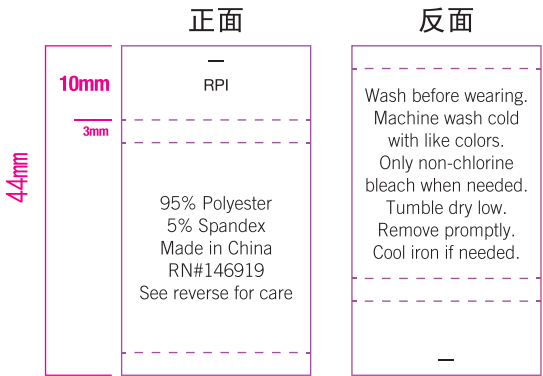 正面
反面
10mm
3mm
44mm
RPI
95% Polyester
5% Spandex
Made in China
RN#146919
See reverse for care
Wash before wearing.
Machine wash cold
with like colors.
Only non-chlorine
bleach when needed.
Tumble dry low.
Remove promptly.
Cool iron if needed.